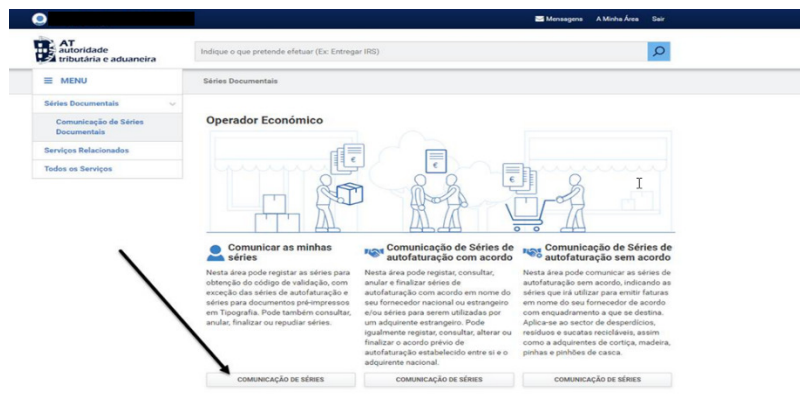 Mensagens A Minha Área Sair
AT
autoridade
tributária e aduaneira
Indique o que pretende efetuar (Ex: Entregar IRS)
MENU
Séries Documentais
Séries Documentais
Comunicação de Séries
Documentais
Serviços Relacionados
Todos os Serviços
Operador Económico
€
€
€
Comunicar as minhas
séries
Nesta área pode registar as séries para
obtenção do código de validação, com
exceção das séries de autofaturação e
séries para documentos pré-impressos
em Tipografia. Pode também consultar,
anular, finalizar ou repudiar séries.
COMUNICAÇÃO DE SÉRIES
Comunicação de Séries de
autofaturação com acordo
Nesta área pode registar, consultar,
anular e finalizar séries de
autofaturação com acordo em nome do
seu fornecedor nacional ou estrangeiro
e/ou séries para serem utilizadas por
um adquirente estrangeiro. Pode
igualmente registar, consultar, alterar ou
finalizar o acordo prévio de
autofaturação estabelecido entre si e o
adquirente nacional.
COMUNICAÇÃO DE SÉRIES
Comunicação de Séries de
autofaturação sem acordo
Nesta área pode comunicar as séries de
autofaturação sem acordo, indicando as
séries que irá utilizar para emitir faturas
em nome do seu fornecedor de acordo
com enquadramento a que se destina.
Aplica-se ao sector de desperdícios,
resíduos e sucatas recicláveis, assim
como a adquirentes de cortiça, madeira,
pinhas e pinhões de casca.
COMUNICAÇÃO DE SÉRIES